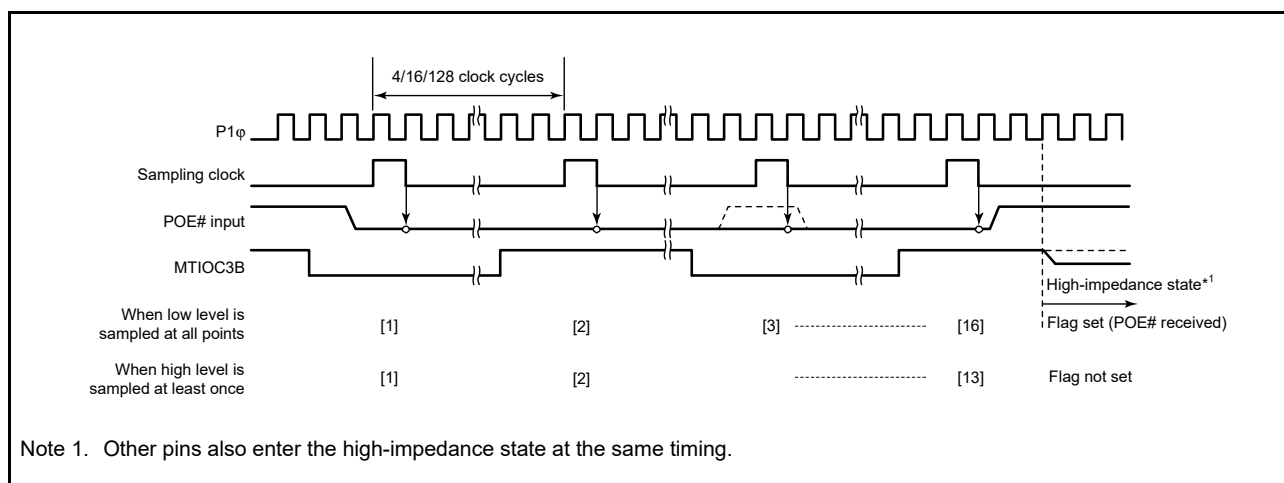 4/16/128 clock cycles
P1φ
Sampling clock
POE# input
MTIOC3B
High-impedance state*1
When low level is
sampled at all points
[1]
[2]
[3]
[16]
Flag set (POE# received)
When high level is
sampled at least once
[1]
[2]
[13]
Flag not set
Note 1. Other pins also enter the high-impedance state at the same timing.